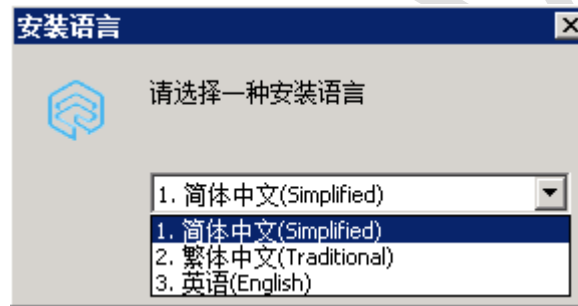 安装语言
请选择一种安装语言
1. 简体中文(Simplified)
1. 简体中文(Simplified)
2. 繁体中文(Traditional)
3. 英语(English)